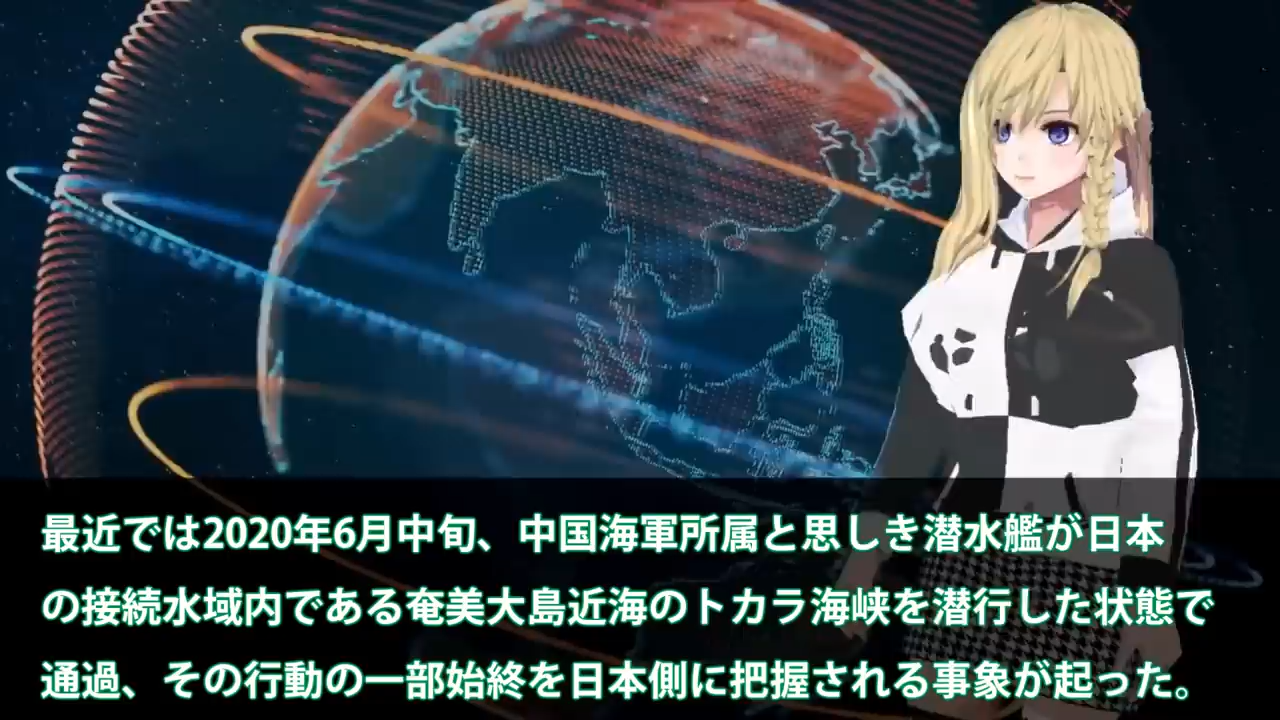 最近では2020年6月中旬、中国海軍所属と思しき潜水艦が日本
の接続水域内である奄美大島近海のトカラ海峡を潜行した状態で
通過、その行動の一部始終を日本側に把握される事象が起った。